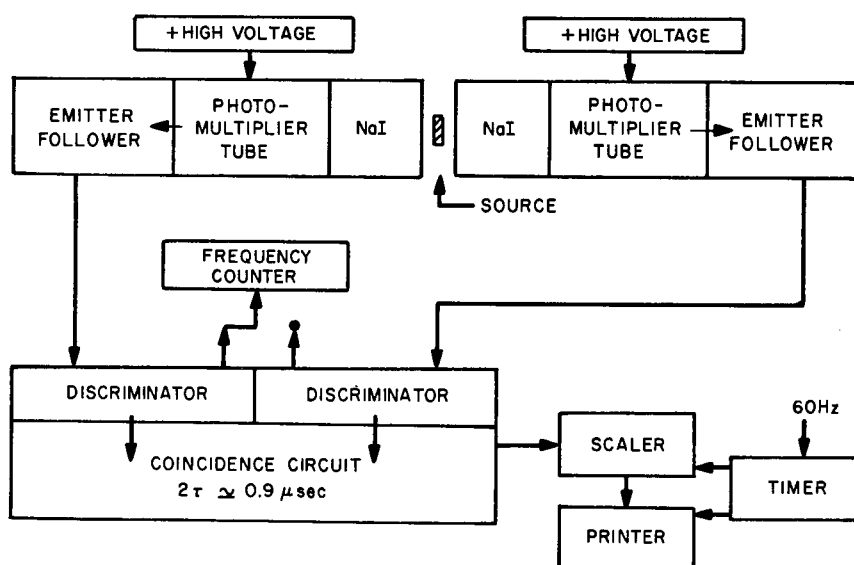 +HIGH VOLTAGE
+HIGH VOLTAGE
EMITTER
FOLLOWER
PHOTO-
MULTIPLIER
TUBE
NaI
NaI
PHOTO-
MULTIPLIER
TUBE
EMITTER
FOLLOWER
SOURCE
FREQUENCY
COUNTER
DISCRIMINATOR
DISCRIMINATOR
COINCIDENCE CIRCUIT
2τ ≃ 0.9 μsec
SCALER
60Hz
TIMER
PRINTER